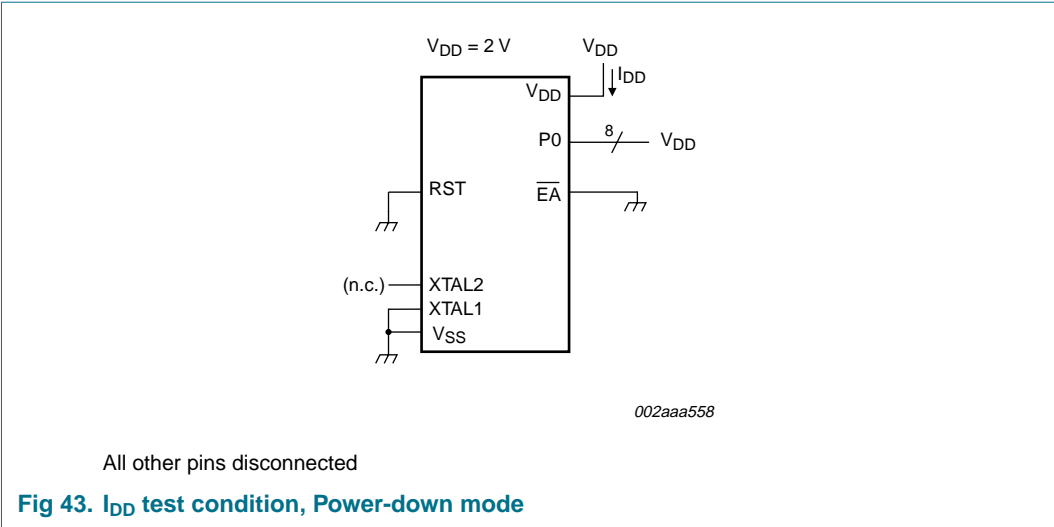 VDD = 2 V
VDD
IDD
VDD
P0
8
VDD
RST
EA
(n.c.)
XTAL2
XTAL1
VSS
002aaa558
All other pins disconnected
Fig 43. IDD test condition, Power-down mode